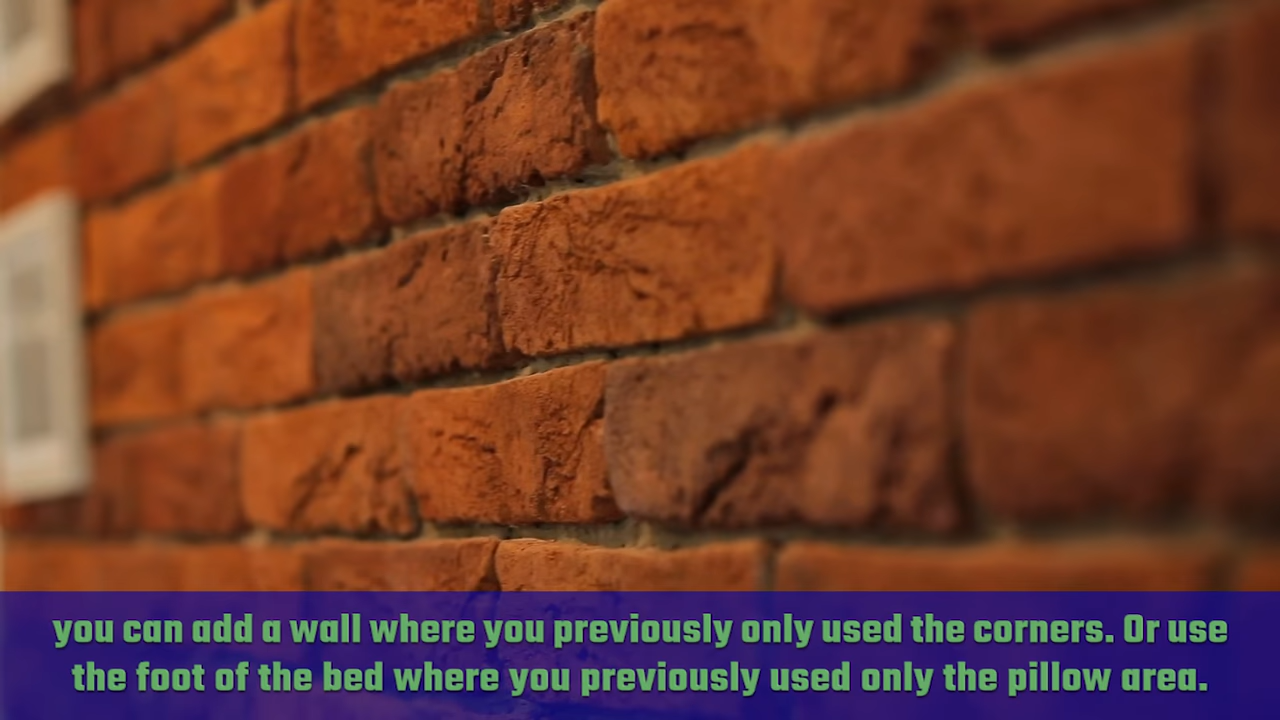 you can add a wall where you previously only used the corners. Or use
the foot of the bed where you previously used only the pillow area.